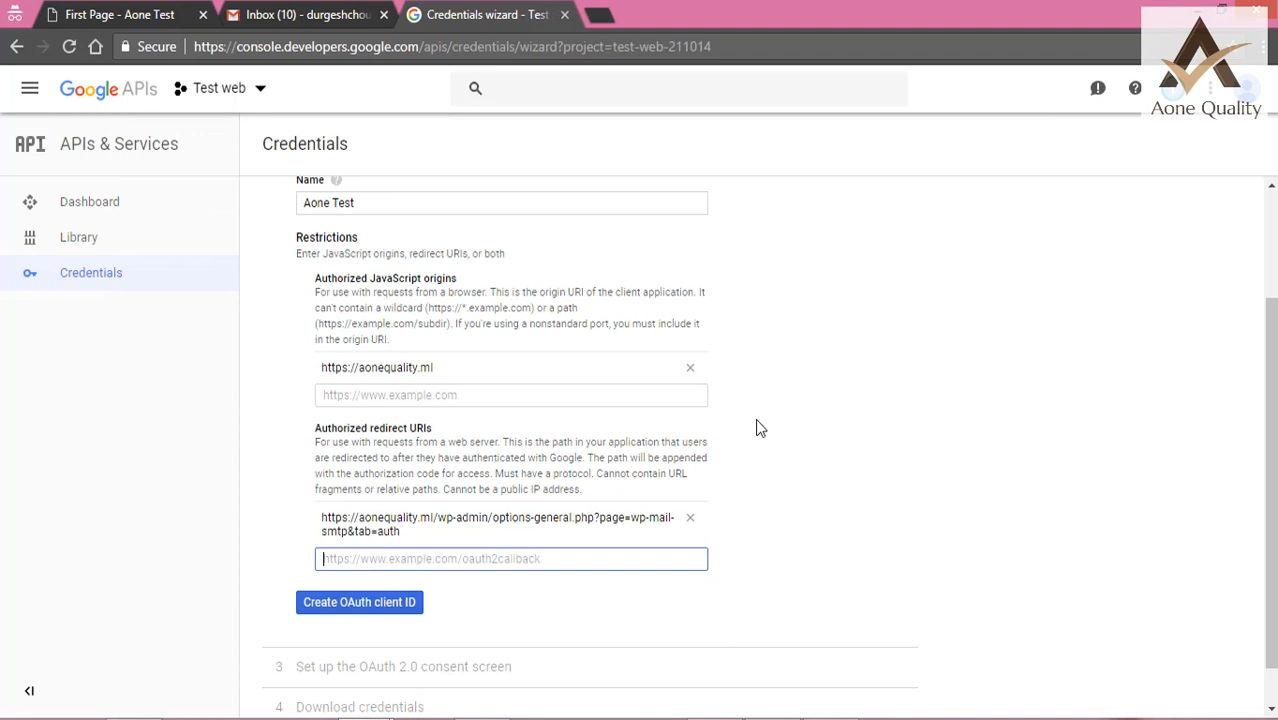 First Page - Aone Test
Inbox (10) - durgeshchou
Credentials wizard - Test
Secure
https://console.developers.google.com/apis/credentials/wizard?project=test-web-211014
Google APIs
Test web
Aone Quality
API APIs & Services
Credentials
Dashboard
Library
Credentials
Name
Aone Test
Restrictions
Enter JavaScript origins, redirect URIs, or both
Authorized JavaScript origins
For use with requests from a browser. This is the origin URI of the client application. It
can't contain a wildcard (https://*.example.com) or a path
(https://example.com/subdir). If you're using a nonstandard port, you must include it
in the origin URI.
https://aonequality.ml
https://www.example.com
Authorized redirect URIs
For use with requests from a web server. This is the path in your application that users
are redirected to after they have authenticated with Google. The path will be appended
with the authorization code for access. Must have a protocol. Cannot contain URL
fragments or relative paths. Cannot be a public IP address.
https://aonequality.ml/wp-admin/options-general.php?page=wp-mail-
smtp&tab=auth
https://www.example.com/oauth2callback
Create OAuth client ID
3 Set up the OAuth 2.0 consent screen
4 Download credentials